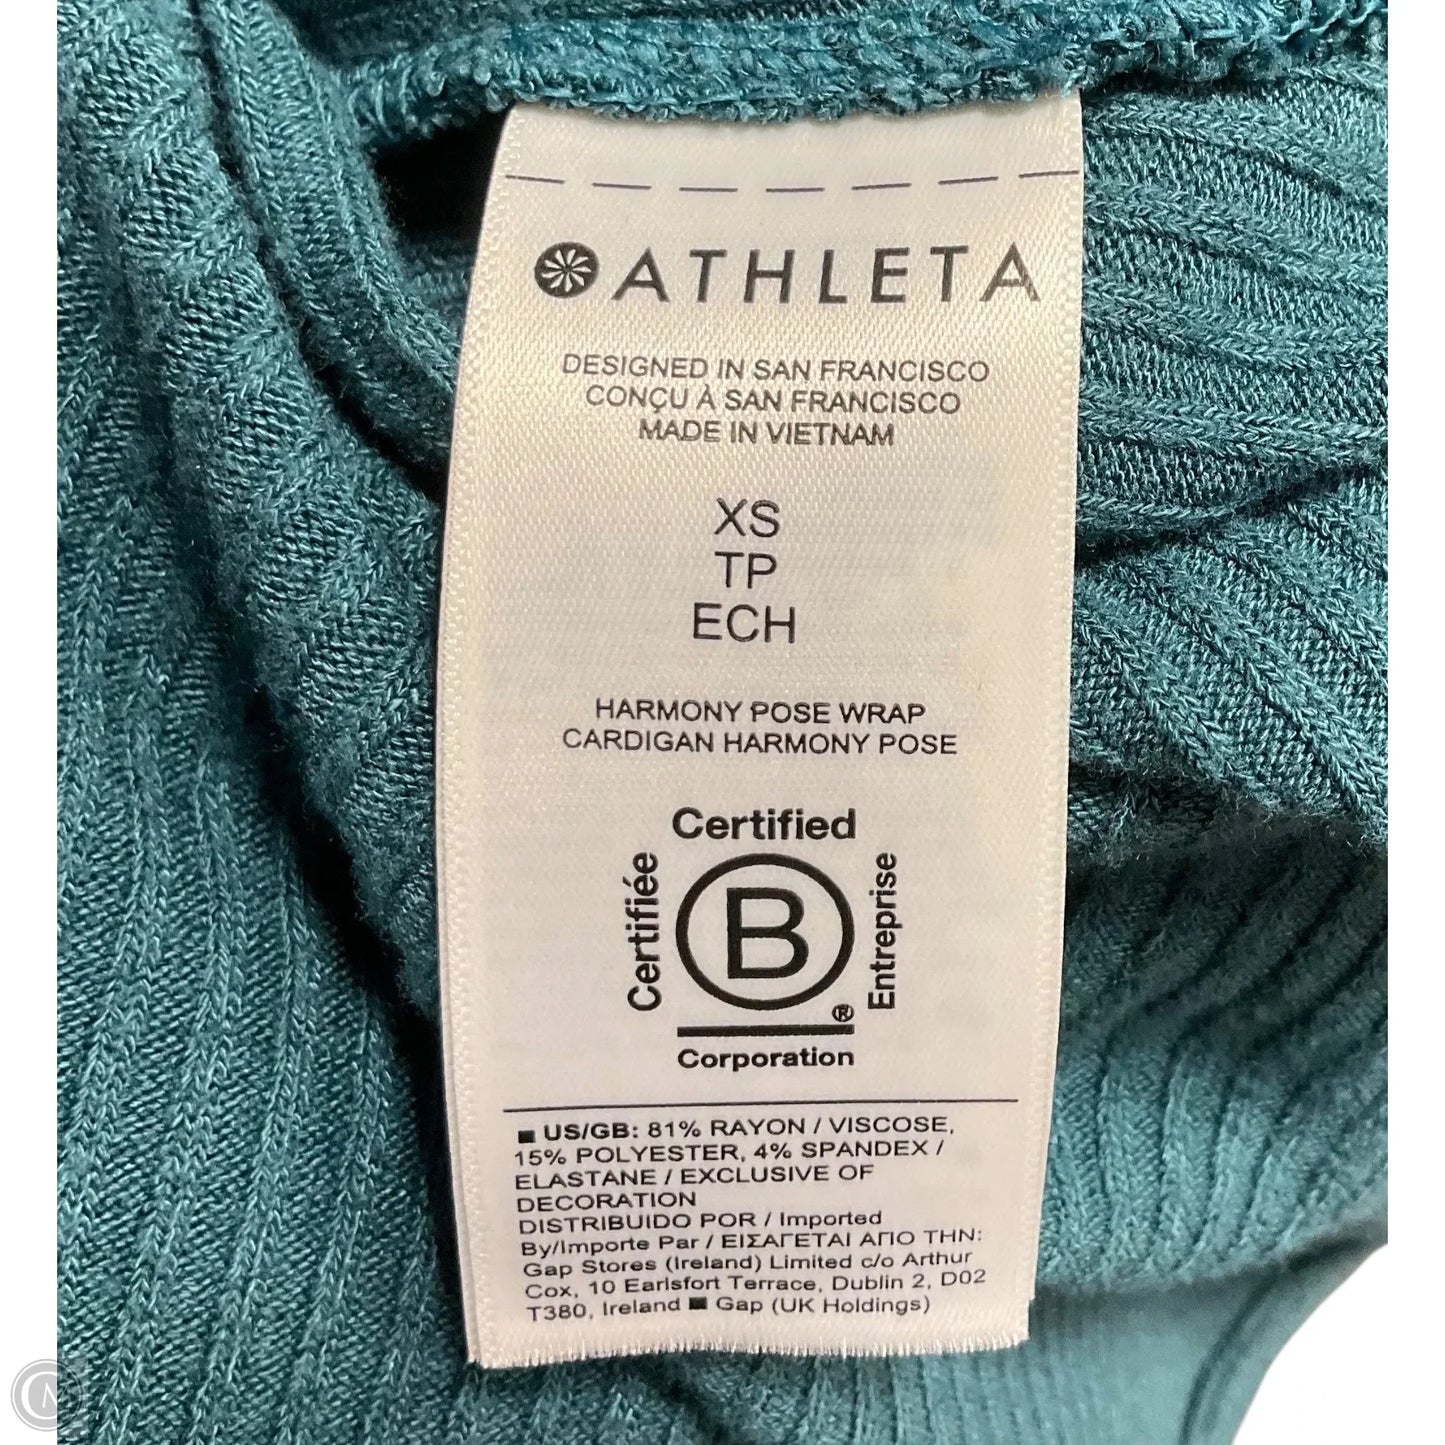 ATHLETA
DESIGNED IN SAN FRANCISCO
CONÇU À SAN FRANCISCO
MADE IN VIETNAM
XS
TP
ECH
HARMONY POSE WRAP
CARDIGAN HARMONY POSE
Certified
Certifiée
B
Entreprise
®
Corporation
US/GB: 81% RAYON / VISCOSE,
15% POLYESTER, 4% SPANDEX /
ELASTANE / EXCLUSIVE OF
DECORATION
DISTRIBUIDO POR / Imported
By/Importe Par / ΕΙΣΑΓΕΤΑΙ ΑΠΟ ΤΗΝ:
Gap Stores (Ireland) Limited c/o Arthur
Cox, 10 Earlsfort Terrace, Dublin 2, D02
T380, Ireland ■ Gap (UK Holdings)